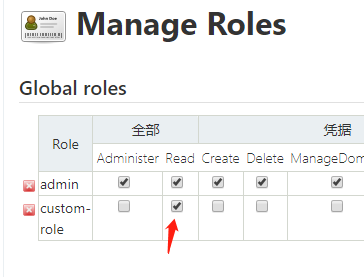 John Doe
Manage Roles
Global roles
Role
全部
凭据
Administer Read Create Delete ManageDom
admin
custom-
role